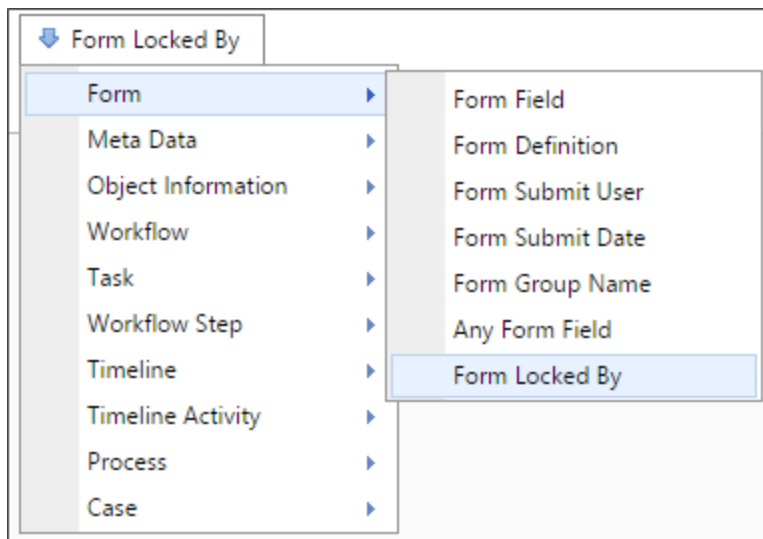 Form Locked By
Form
Meta Data
Object Information
Workflow
Task
Workflow Step
Timeline
Timeline Activity
Process
Case
Form Field
Form Definition
Form Submit User
Form Submit Date
Form Group Name
Any Form Field
Form Locked By